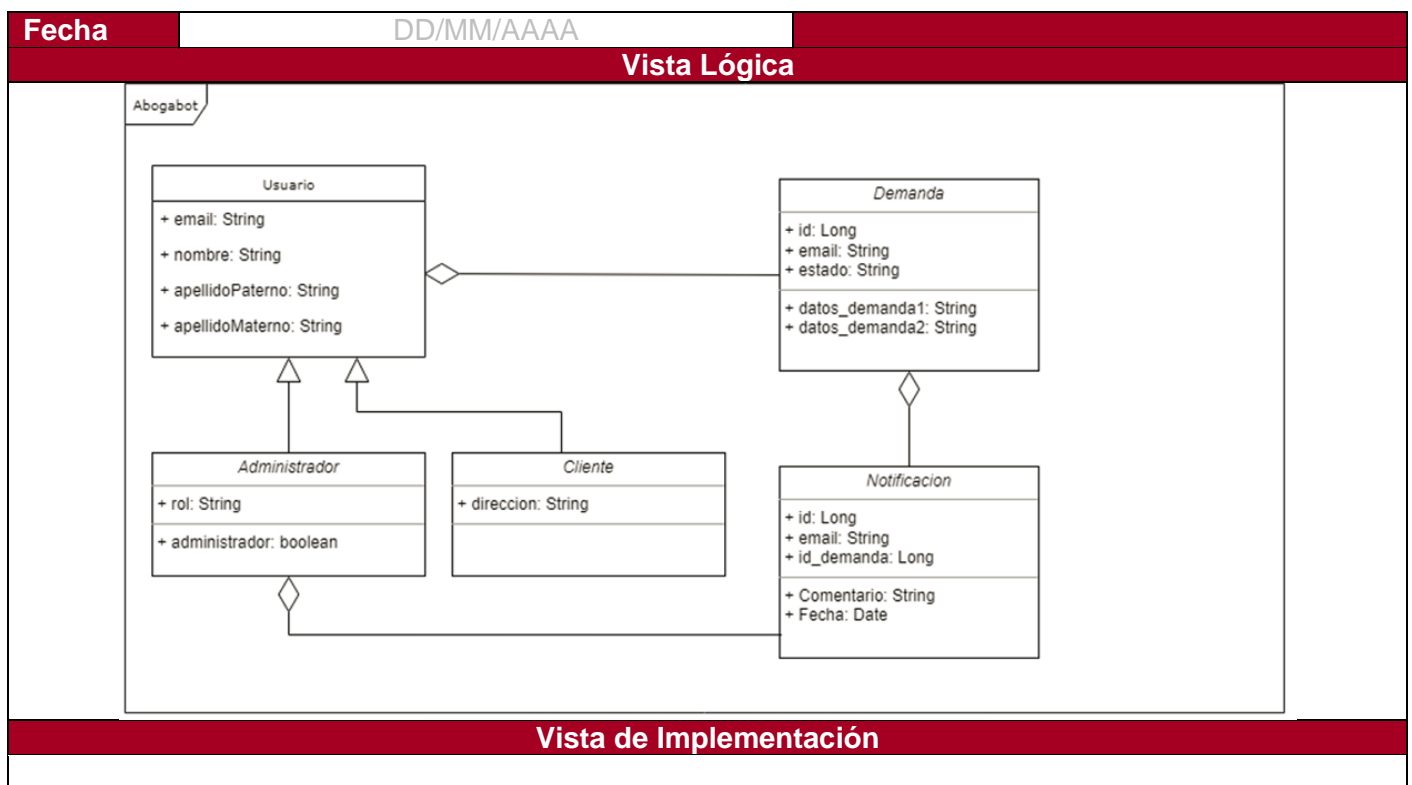 Fecha
DD/MM/AAAA
Vista Lógica
Abogabot
Usuario
+ email: String
+ nombre: String
+ apellidoPaterno: String
+ apellidoMaterno: String
Demanda
+ id: Long
+ email: String
+ estado: String
+ datos_demanda1: String
+ datos_demanda2: String
Administrador
+ rol: String
+ administrador: boolean
Cliente
+ direccion: String
Notificacion
+ id: Long
+ email: String
+ id_demanda: Long
+ Comentario: String
+ Fecha: Date
Vista de Implementación